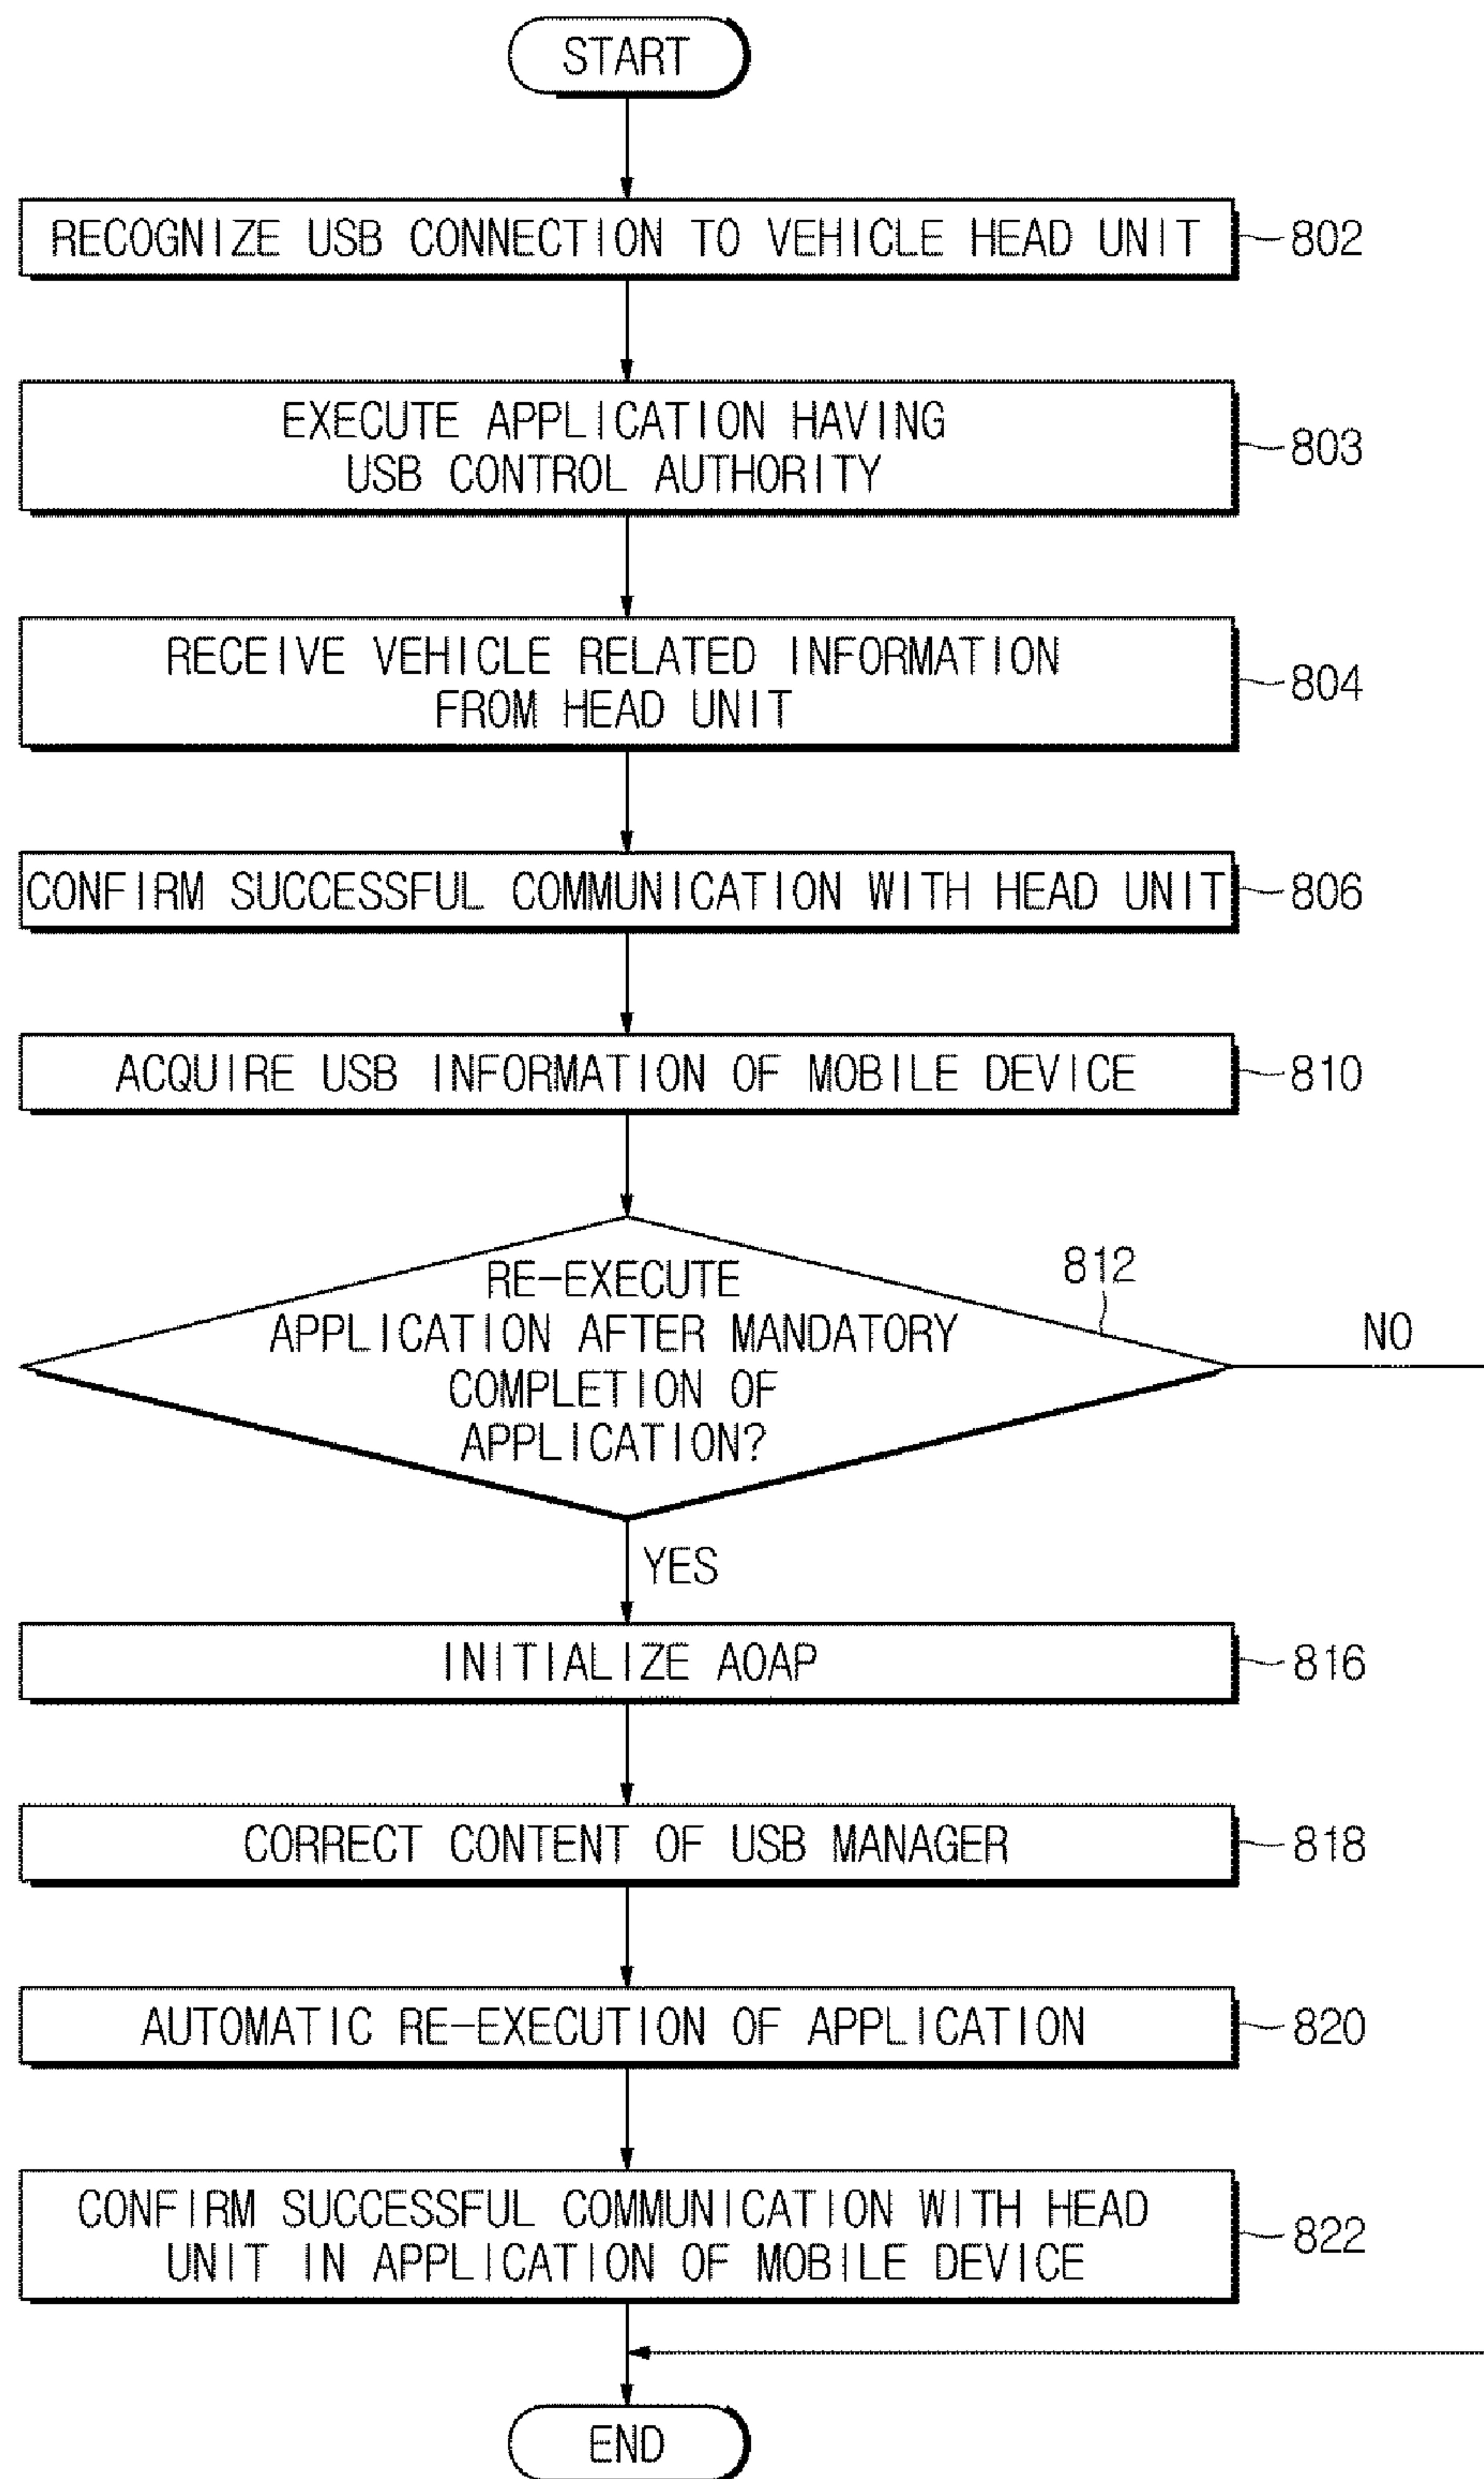 START
RECOGNIZE USB CONNECTION TO VEHICLE HEAD UNIT
802
EXECUTE APPLICATION HAVING
USB CONTROL AUTHORITY
803
RECEIVE VEHICLE RELATED INFORMATION
FROM HEAD UNIT
804
CONFIRM SUCCESSFUL COMMUNICATION WITH HEAD UNIT
806
ACQUIRE USB INFORMATION OF MOBILE DEVICE
810
RE-EXECUTE
APPLICATION AFTER MANDATORY
COMPLETION OF
APPLICATION?
812
NO
YES
INITIALIZE AOAP
816
CORRECT CONTENT OF USB MANAGER
818
AUTOMATIC RE-EXECUTION OF APPLICATION
820
CONFIRM SUCCESSFUL COMMUNICATION WITH HEAD
UNIT IN APPLICATION OF MOBILE DEVICE
822
END